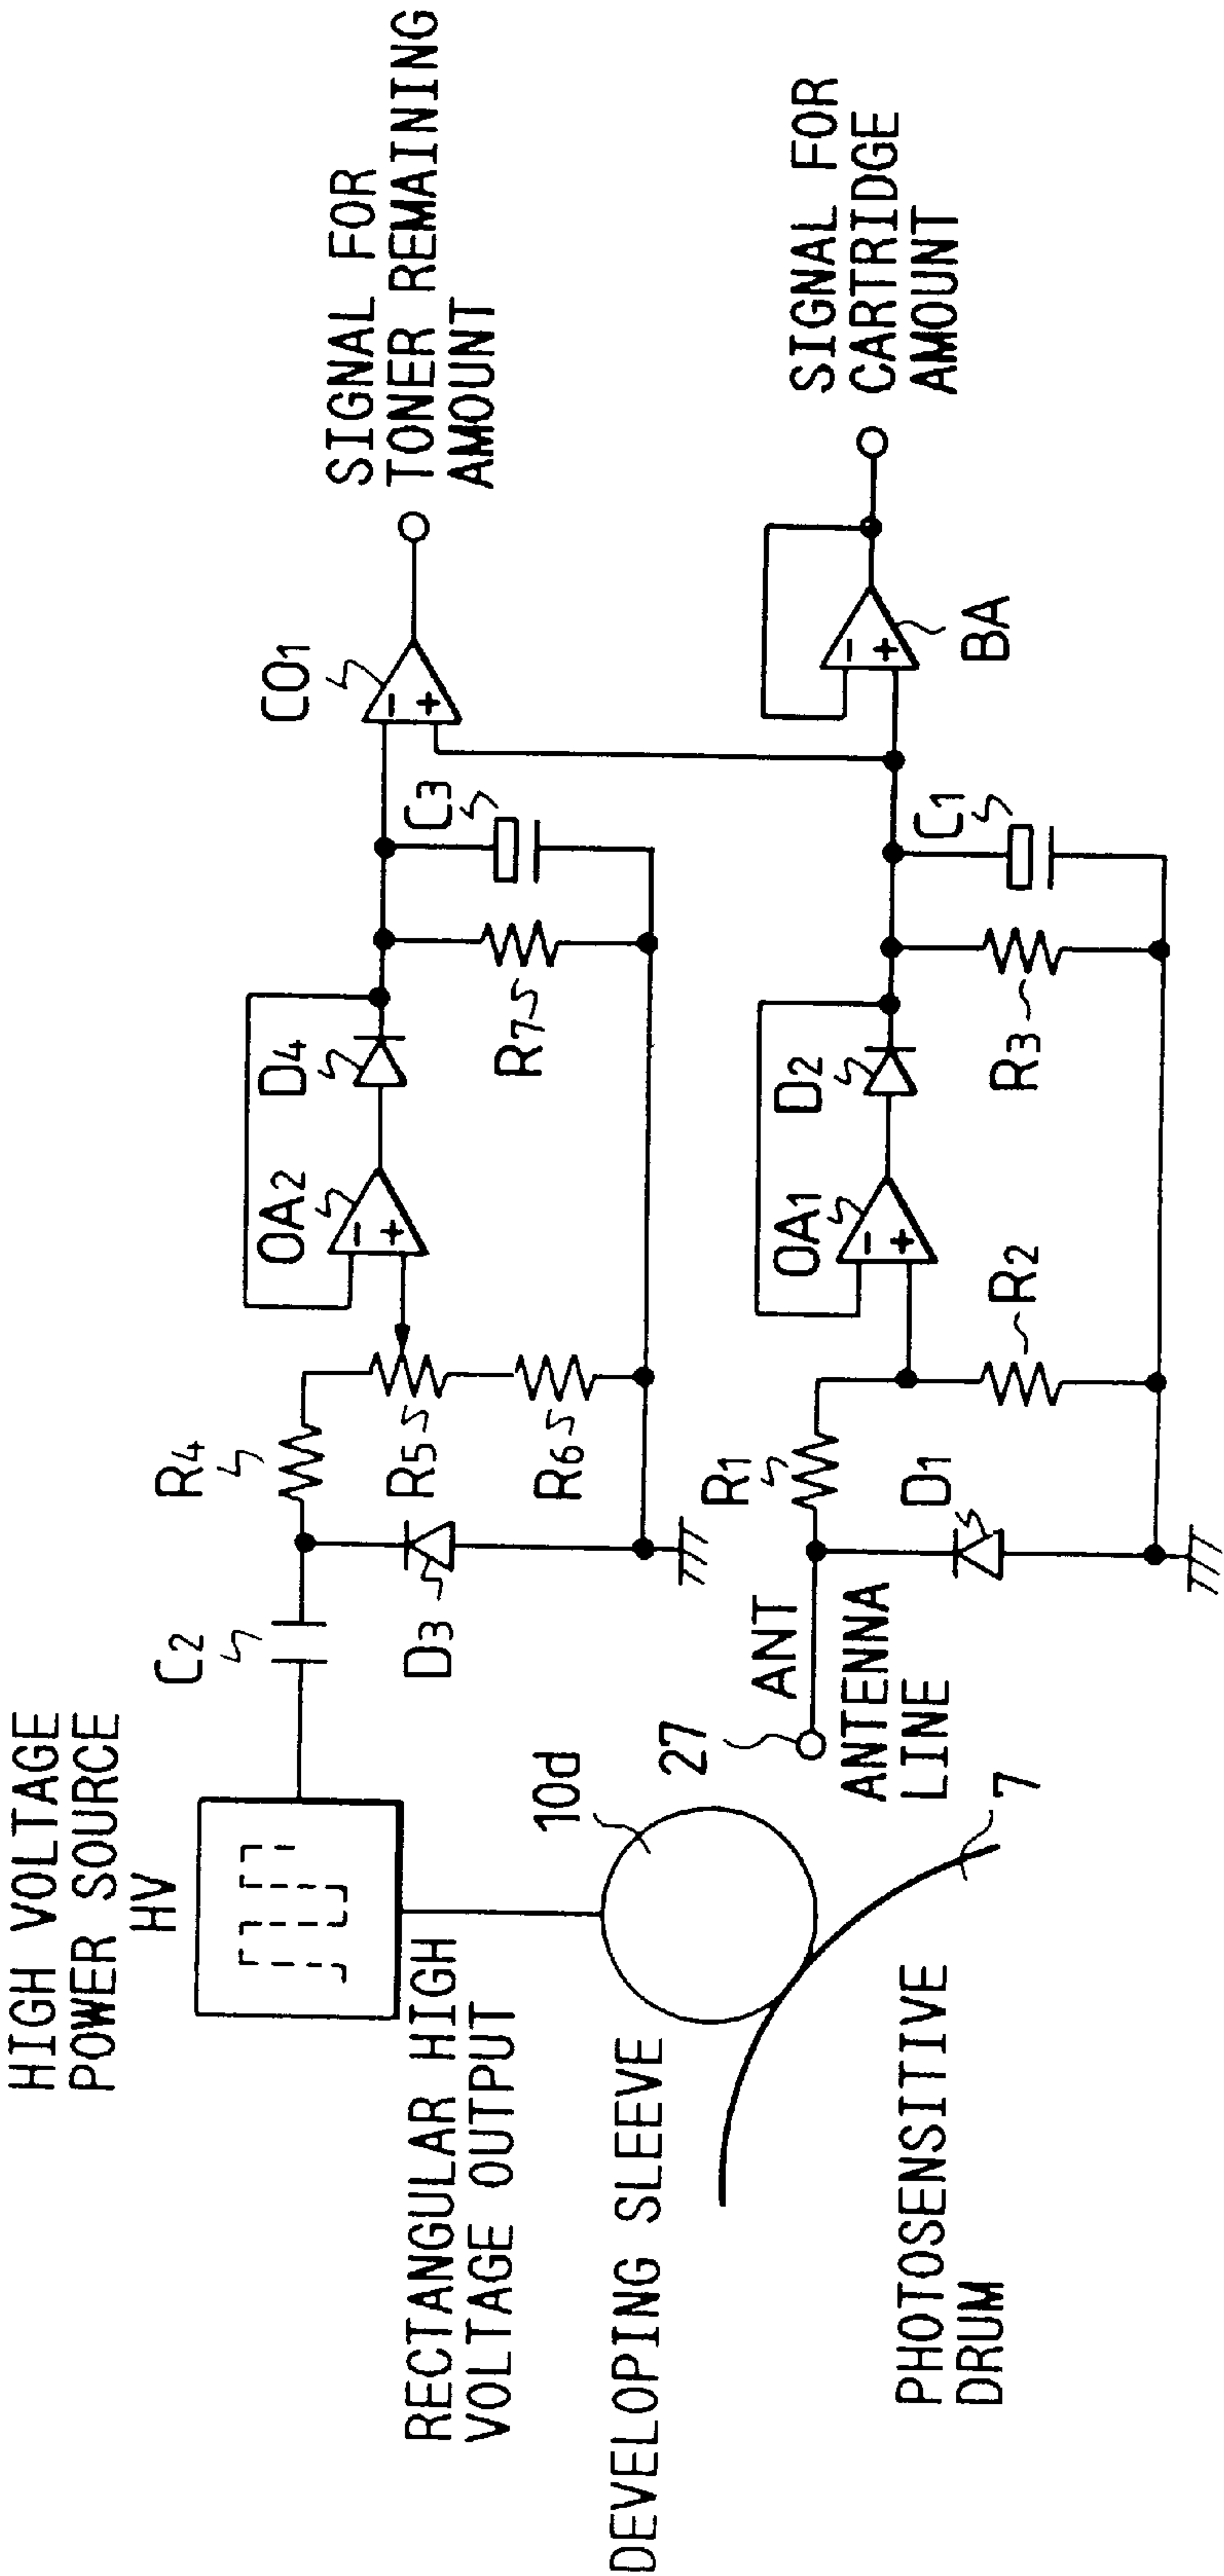 HIGH VOLTAGE
POWER SOURCE
HV
RECTANGULAR HIGH
VOLTAGE OUTPUT
DEVELOPING SLEEVE
10d
PHOTOSENSITIVE
DRUM
7
27
ANT
ANTENNA
LINE
C2
R4
D3
R5
R6
OA2
-
+
D4
R7
C3
CO1
-
+
SIGNAL FOR
TONER REMAINING
AMOUNT
R1
D1
R2
OA1
-
+
D2
R3
C1
-
+
BA
SIGNAL FOR
CARTRIDGE
AMOUNT